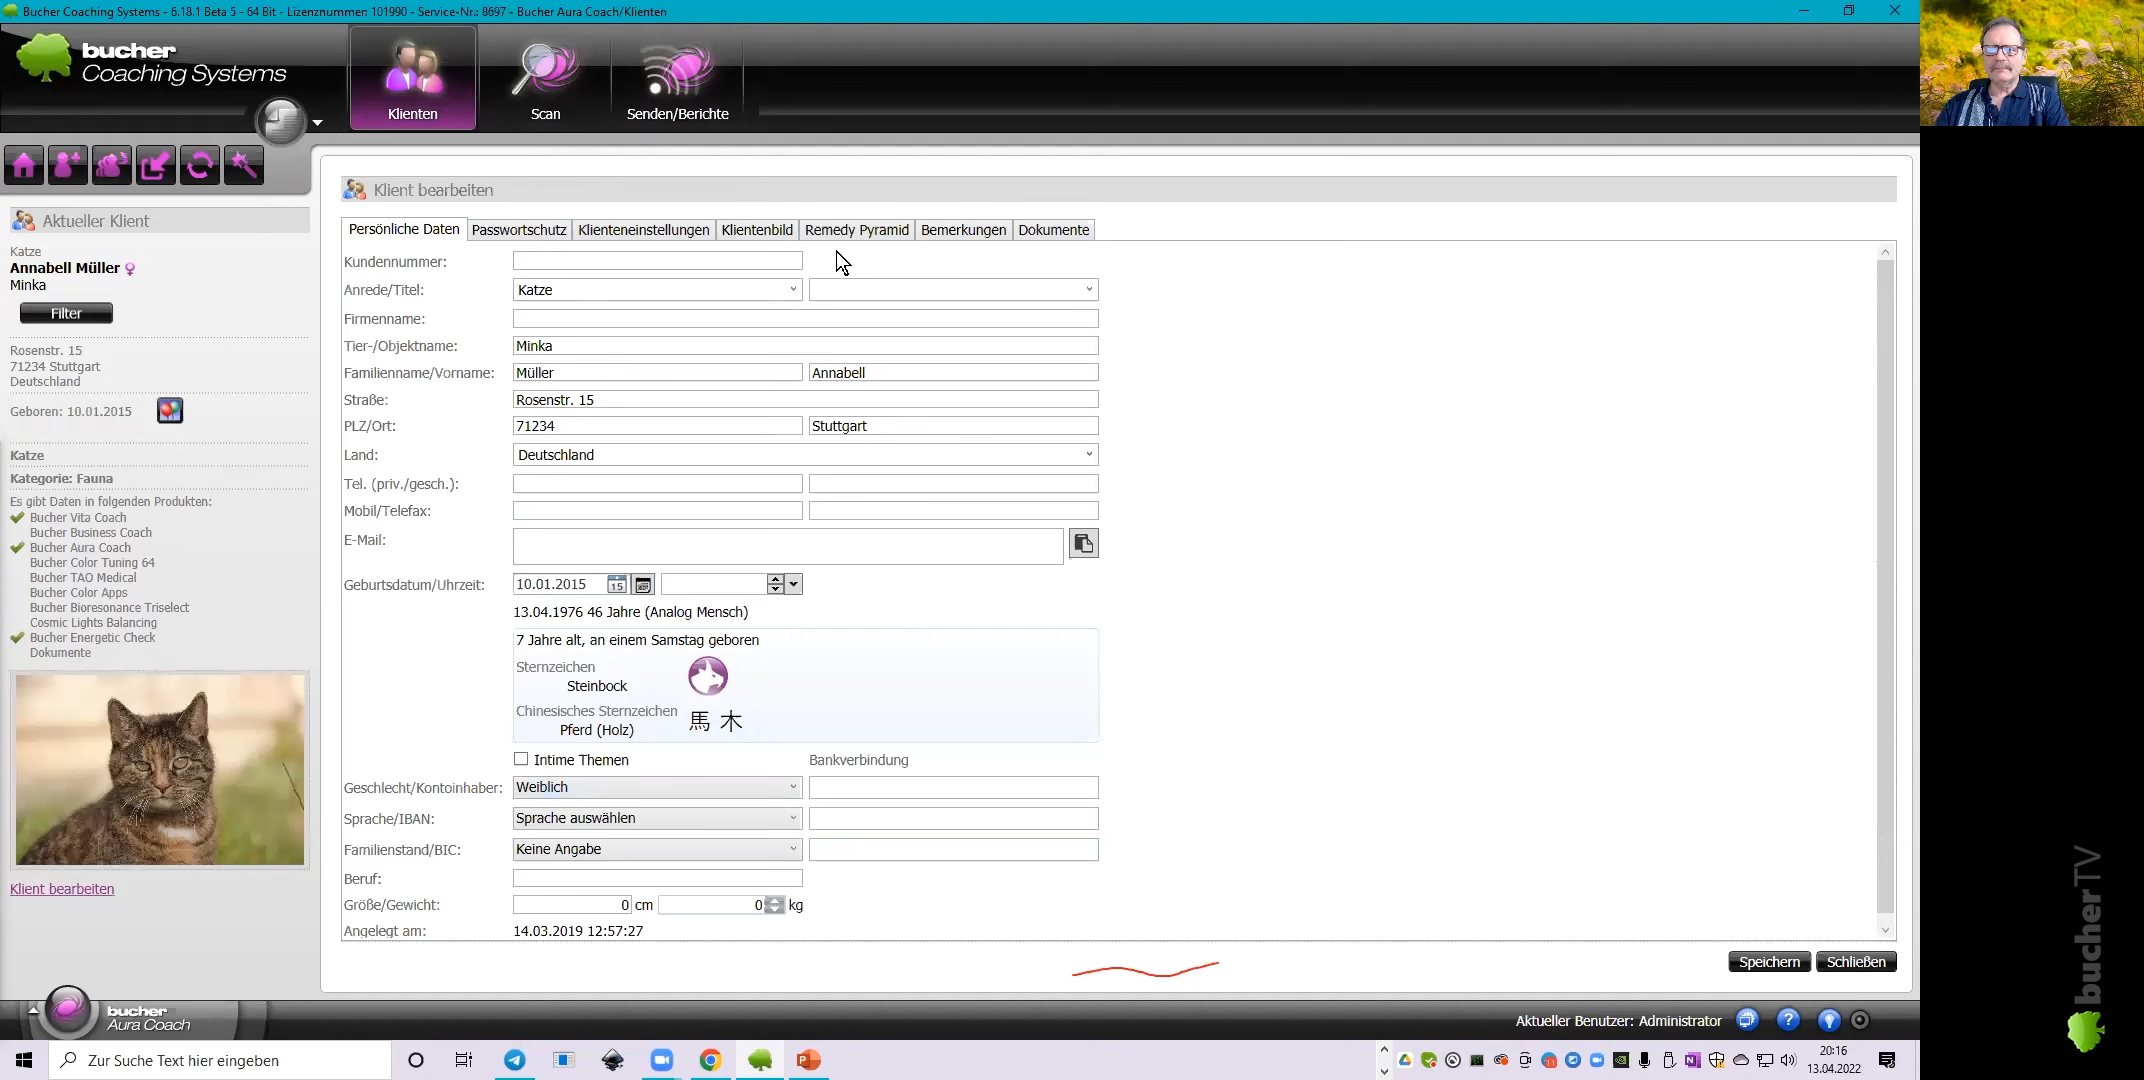 Bucher Coaching Systems - 6.18.1 Beta 5 - 64 Bit - Lizenznummer: 101990 - Service-Nr.: 8697 - Bucher Aura Coach/Klienten
bucher
Coaching Systems
Klienten
Scan
Senden/Berichte
Aktueller Klient
Katze
Annabell Müller
Minka
Filter
Rosenstr. 15
71234 Stuttgart
Deutschland
Geboren: 10.01.2015
Katze
Kategorie: Fauna
Es gibt Daten in folgenden Produkten:
Bucher Vita Coach
Bucher Business Coach
Bucher Aura Coach
Bucher Color Tuning 64
Bucher TAO Medical
Bucher Color Apps
Bucher Bioresonance Triselect
Cosmic Lights Balancing
Bucher Energetic Check
Dokumente
Klient bearbeiten
Klient bearbeiten
Persönliche Daten Passwortschutz Klienteneinstellungen Klientenbild Remedy Pyramid Bemerkungen Dokumente
Kundennummer:
Anrede/Titel: Katze
Firmenname:
Tier-/Objektname: Minka
Familienname/Vorname: Müller Annabell
Straße: Rosenstr. 15
PLZ/Ort: 71234 Stuttgart
Land: Deutschland
Tel. (priv./gesch.):
Mobil/Telefax:
E-Mail:
Geburtsdatum/Uhrzeit: 10.01.2015 15
13.04.1976 46 Jahre (Analog Mensch)
7 Jahre alt, an einem Samstag geboren
Sternzeichen
Steinbock
Chinesisches Sternzeichen
Pferd (Holz) 馬 木
Intime Themen Bankverbindung
Geschlecht/Kontoinhaber: Weiblich
Sprache/IBAN: Sprache auswählen
Familienstand/BIC: Keine Angabe
Beruf:
Größe/Gewicht: 0 cm 0 kg
Angelegt am: 14.03.2019 12:57:27
Speichern Schließen
bucher
Aura Coach
Aktueller Benutzer: Administrator
Zur Suche Text hier eingeben
20:16
13.04.2022
bucherTV